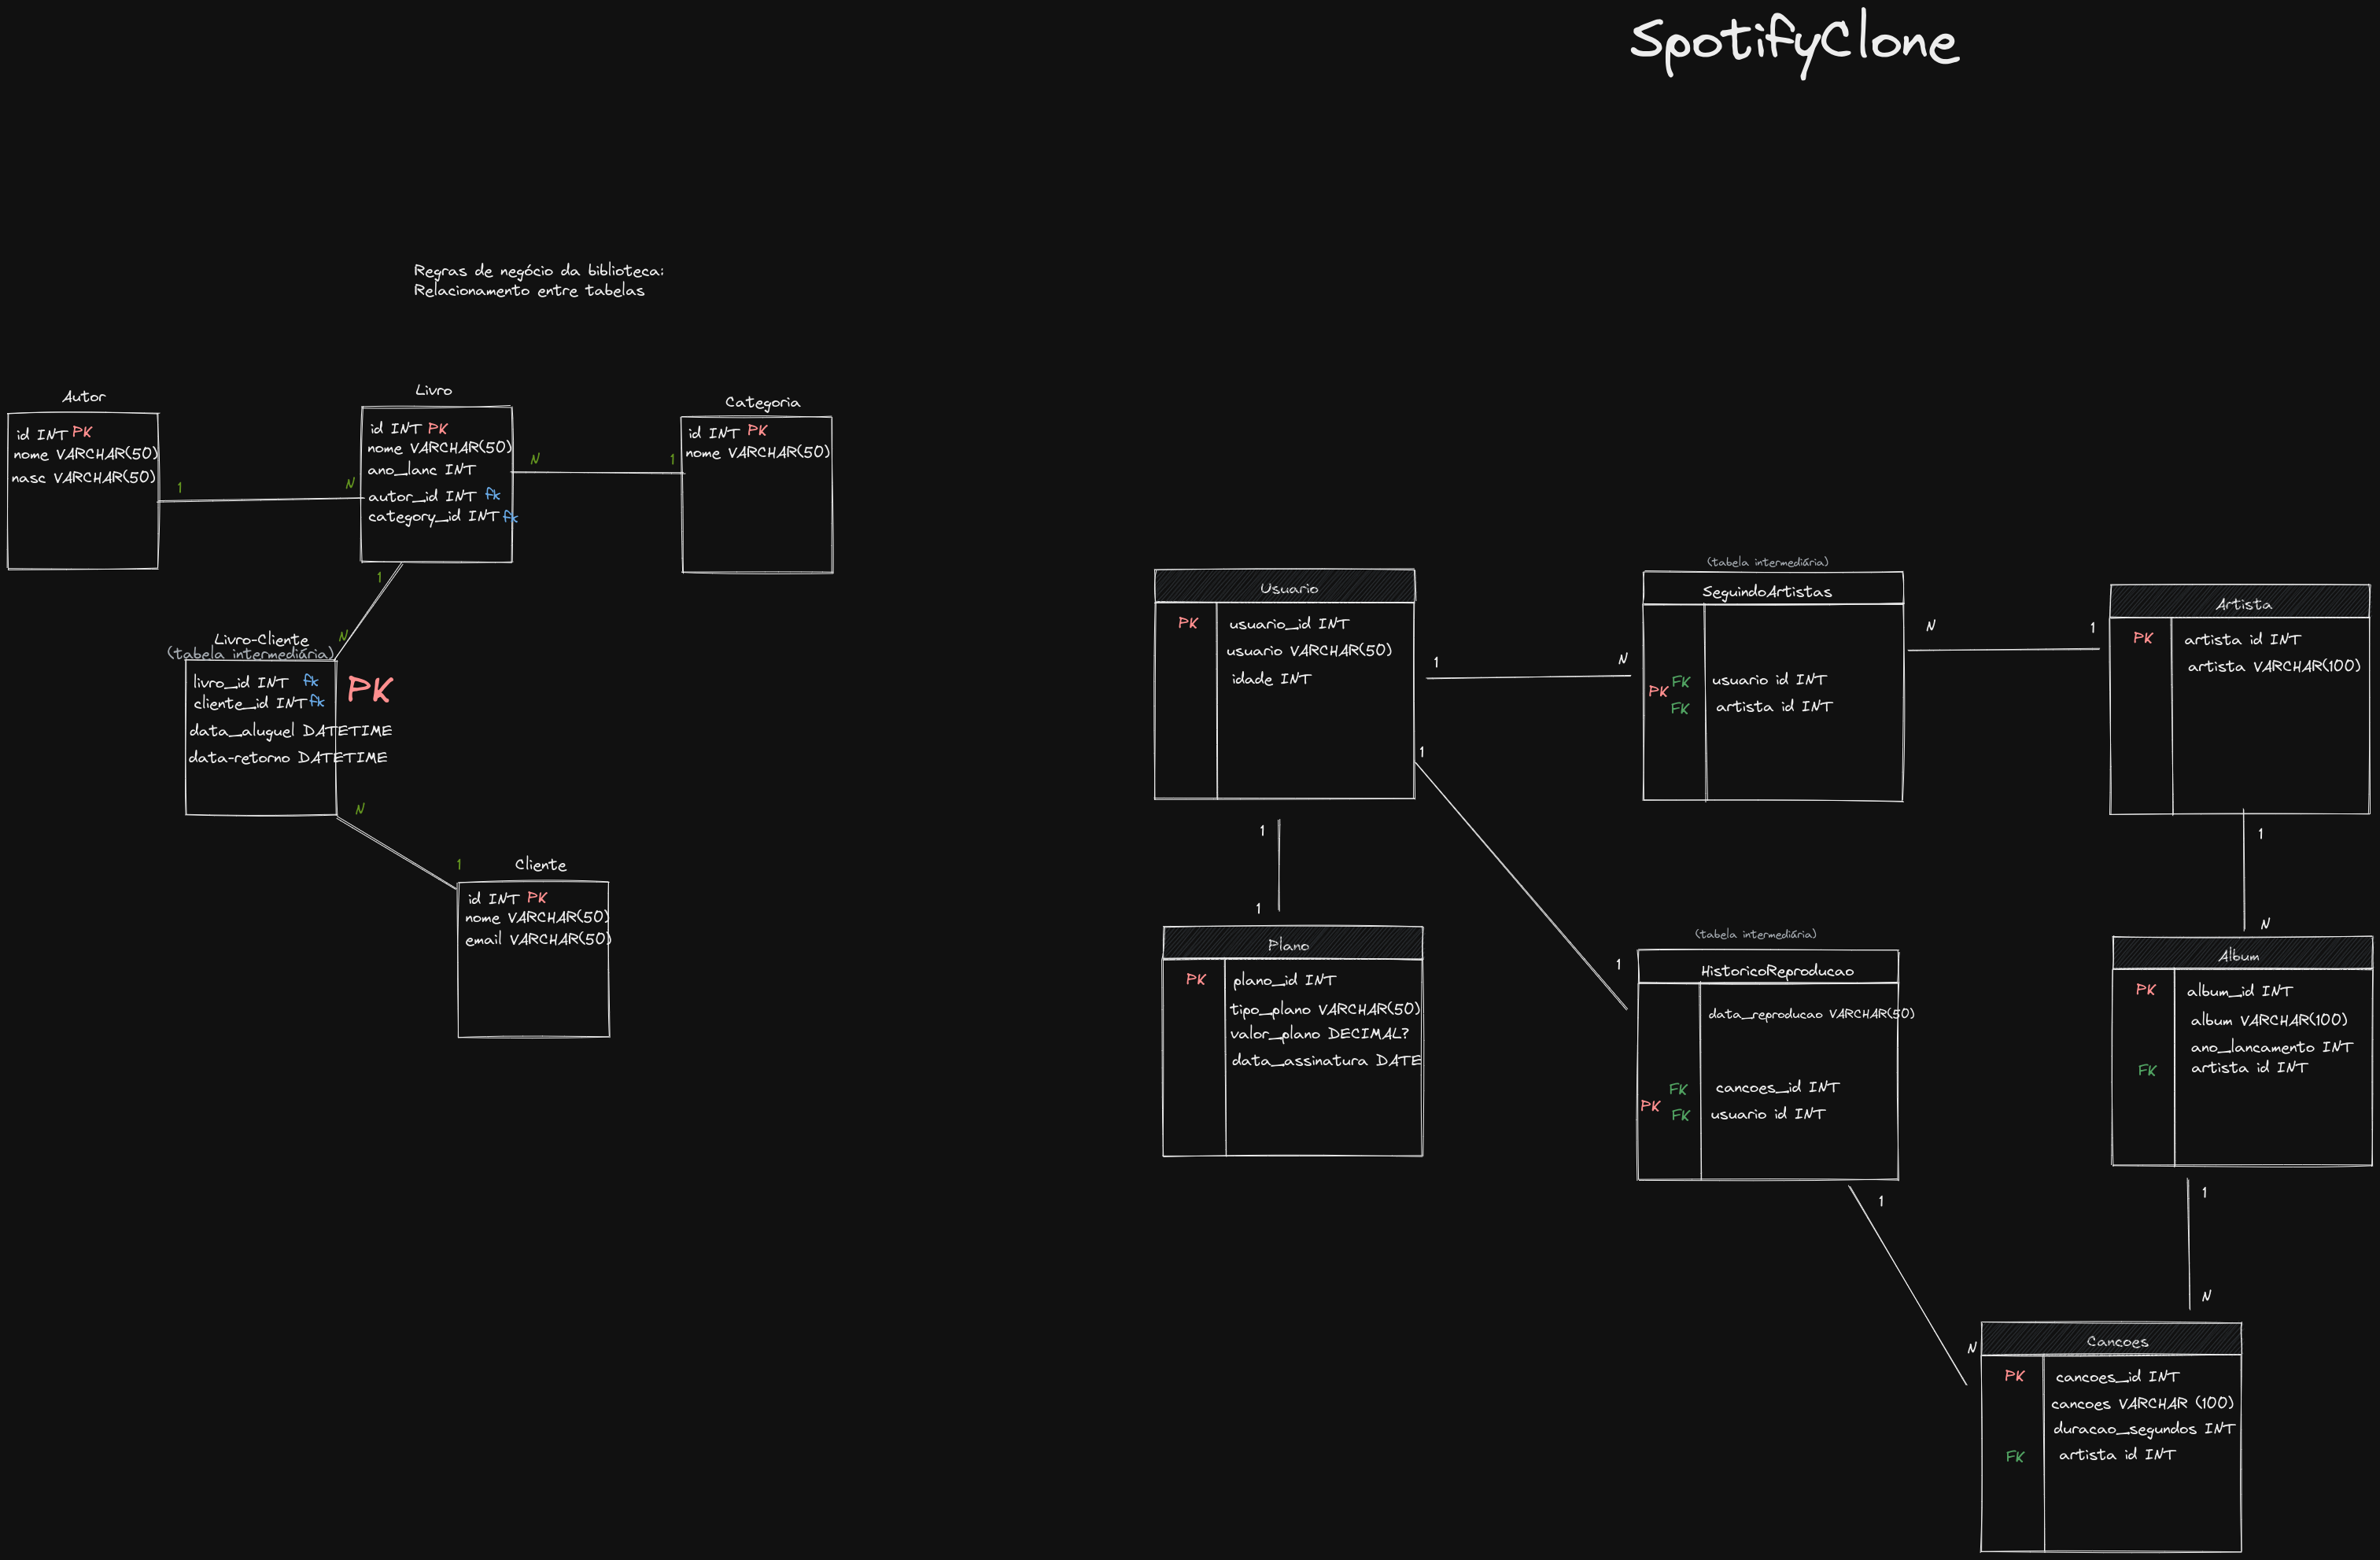 SpotifyClone
Regras de negócio da biblioteca:
Relacionamento entre tabelas
Autor
id INT PK
nome VARCHAR(50)
nasc VARCHAR(50)
1
N
Livro
id INT PK
nome VARCHAR(50)
ano_lanc INT
autor_id INT fk
category_id INT fk
N
1
Categoria
id INT PK
nome VARCHAR(50)
1
N
Livro-Cliente
(tabela intermediária)
livro_id INT fk
cliente_id INT fk
PK
data_aluguel DATETIME
data-retorno DATETIME
N
1
Cliente
id INT PK
nome VARCHAR(50)
email VARCHAR(50)
Usuario
PK usuario_id INT
usuario VARCHAR(50)
idade INT
1
N
(tabela intermediária)
SeguindoArtistas
PK
FK usuario id INT
FK artista id INT
N
1
Artista
PK artista id INT
artista VARCHAR(100)
1
1
Plano
PK plano_id INT
tipo_plano VARCHAR(50)
valor_plano DECIMAL?
data_assinatura DATE
1
1
(tabela intermediária)
HistoricoReproducao
data_reproducao VARCHAR(50)
PK
FK cancoes_id INT
FK usuario id INT
1
N
1
N
Album
PK album_id INT
album VARCHAR(100)
ano_lancamento INT
FK artista id INT
1
N
Cancoes
PK cancoes_id INT
cancoes VARCHAR (100)
duracao_segundos INT
FK artista id INT